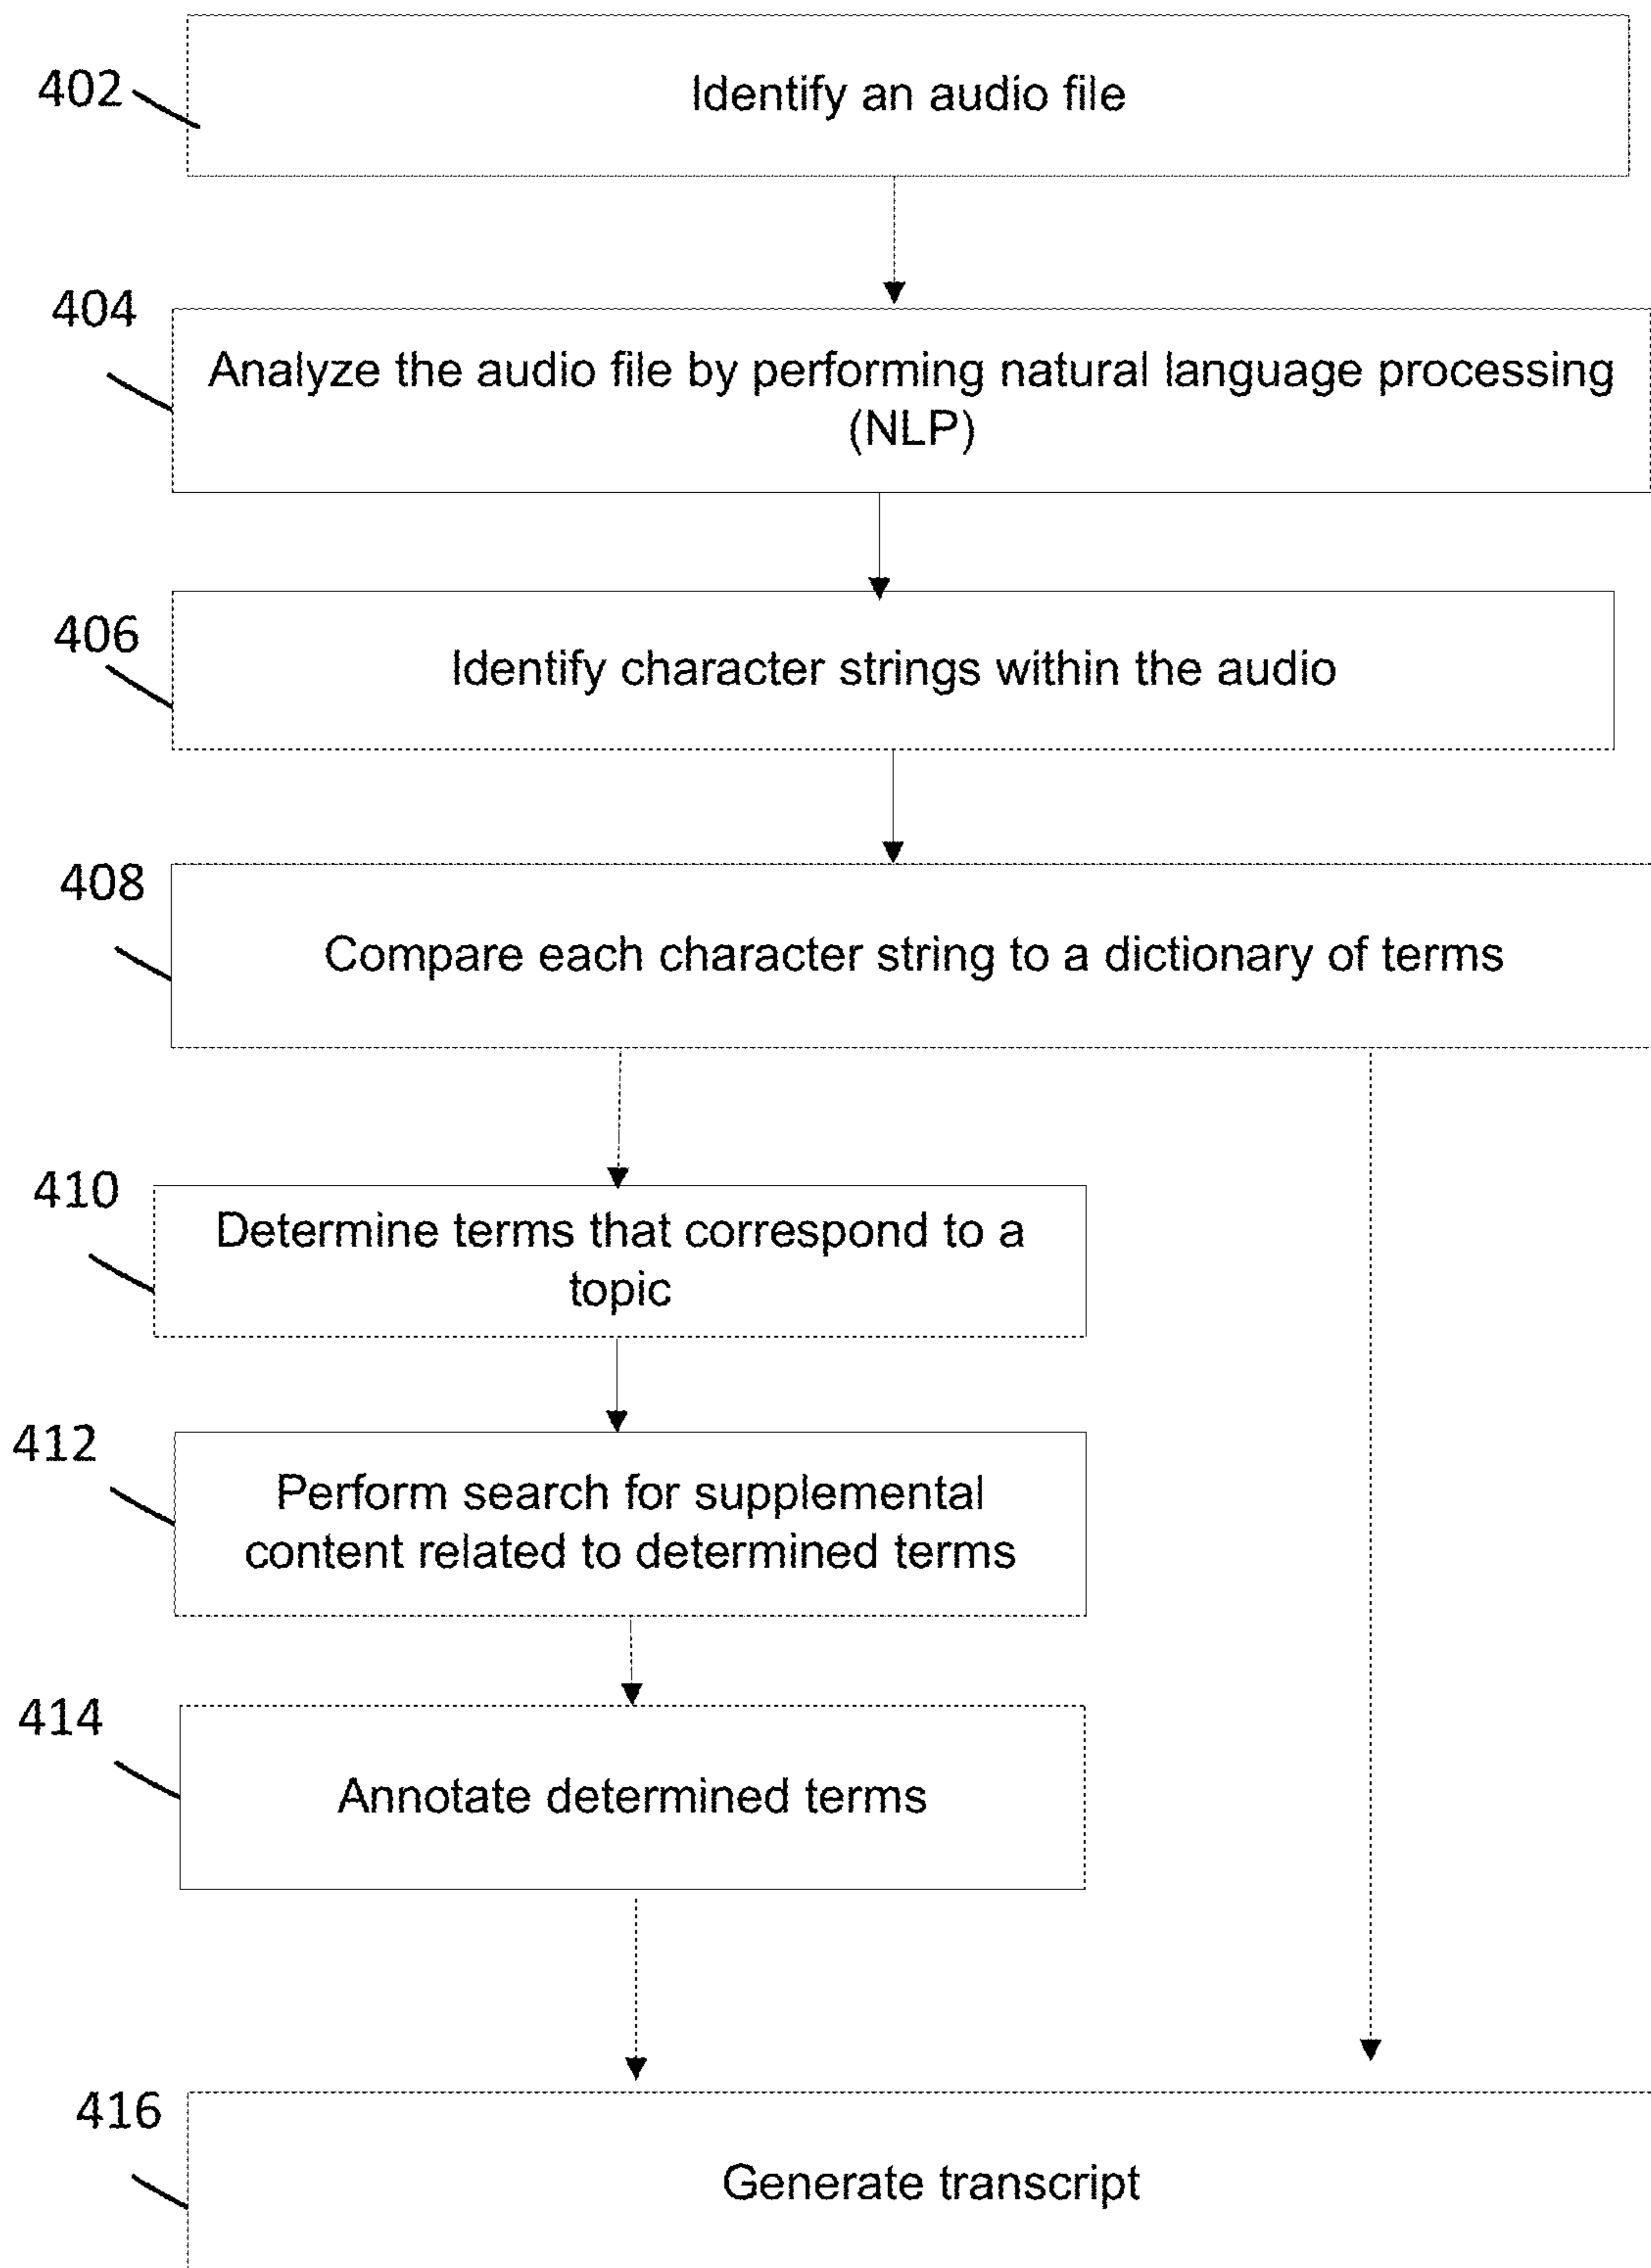 402
Identify an audio file
404
Analyze the audio file by performing natural language processing
(NLP)
406
Identify character strings within the audio
408
Compare each character string to a dictionary of terms
410
Determine terms that correspond to a
topic
412
Perform search for supplemental
content related to determined terms
414
Annotate determined terms
416
Generate transcript